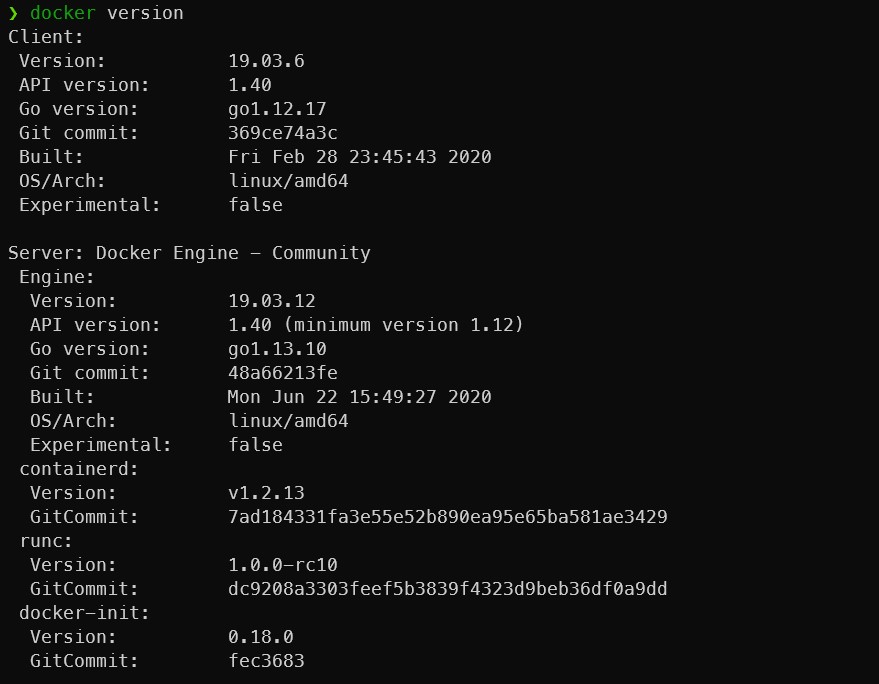 ❯ docker version
Client:
 Version:           19.03.6
 API version:       1.40
 Go version:        go1.12.17
 Git commit:        369ce74a3c
 Built:             Fri Feb 28 23:45:43 2020
 OS/Arch:           linux/amd64
 Experimental:      false

Server: Docker Engine - Community
 Engine:
  Version:          19.03.12
  API version:      1.40 (minimum version 1.12)
  Go version:       go1.13.10
  Git commit:       48a66213fe
  Built:            Mon Jun 22 15:49:27 2020
  OS/Arch:          linux/amd64
  Experimental:     false
 containerd:
  Version:          v1.2.13
  GitCommit:        7ad184331fa3e55e52b890ea95e65ba581ae3429
 runc:
  Version:          1.0.0-rc10
  GitCommit:        dc9208a3303feef5b3839f4323d9beb36df0a9dd
 docker-init:
  Version:          0.18.0
  GitCommit:        fec3683